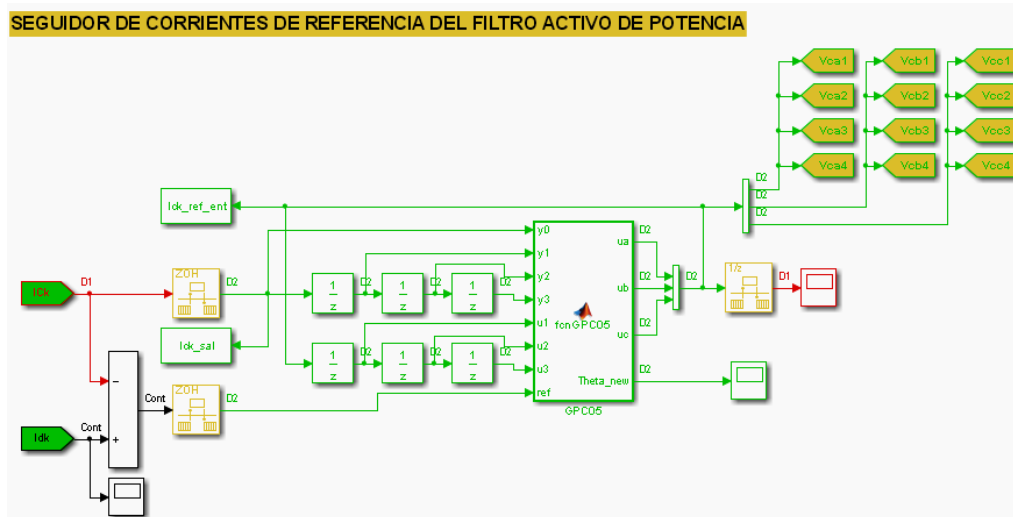 SEGUIDOR DE CORRIENTES DE REFERENCIA DEL FILTRO ACTIVO DE POTENCIA
Vca1 Vcb1 Vcc1
Vca2 Vcb2 Vcc2
Vca3 Vcb3 Vcc3
Vca4 Vcb4 Vcc4
D2
D2
D2
Ick_ref_ent
y0
ua
D2
y1
y2
y3
ub
D2
D2
1/z
D1
ICk
D1
ZOH
D2
1
z
D2
1
z
D2
1
z
D2
fcnGPC05
u1
u2
u3
uc
D2
Ick_sal
1
z
D2
1
z
D2
1
z
D2
Theta_new
D2
ref
GPC05
−
Cont
ZOH
D2
Idk
Cont
+